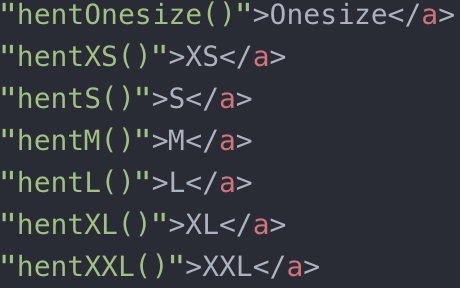 "hentOnesize()">Onesize</a>
"hentXS()">XS</a>
"hentS()">S</a>
"hentM()">M</a>
"hentL()">L</a>
"hentXL()">XL</a>
"hentXXL()">XXL</a>